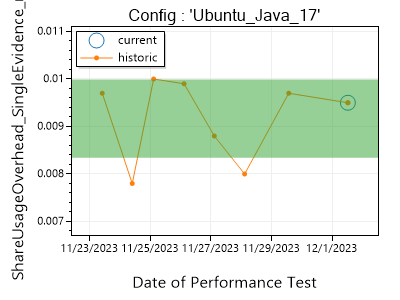 Config : 'Ubuntu_Java_17'
ShareUsageOverhead_SingleEvidence_
0.011
0.01
0.009
0.008
0.007
current
historic
11/23/2023
11/25/2023
11/27/2023
11/29/2023
12/1/2023
Date of Performance Test